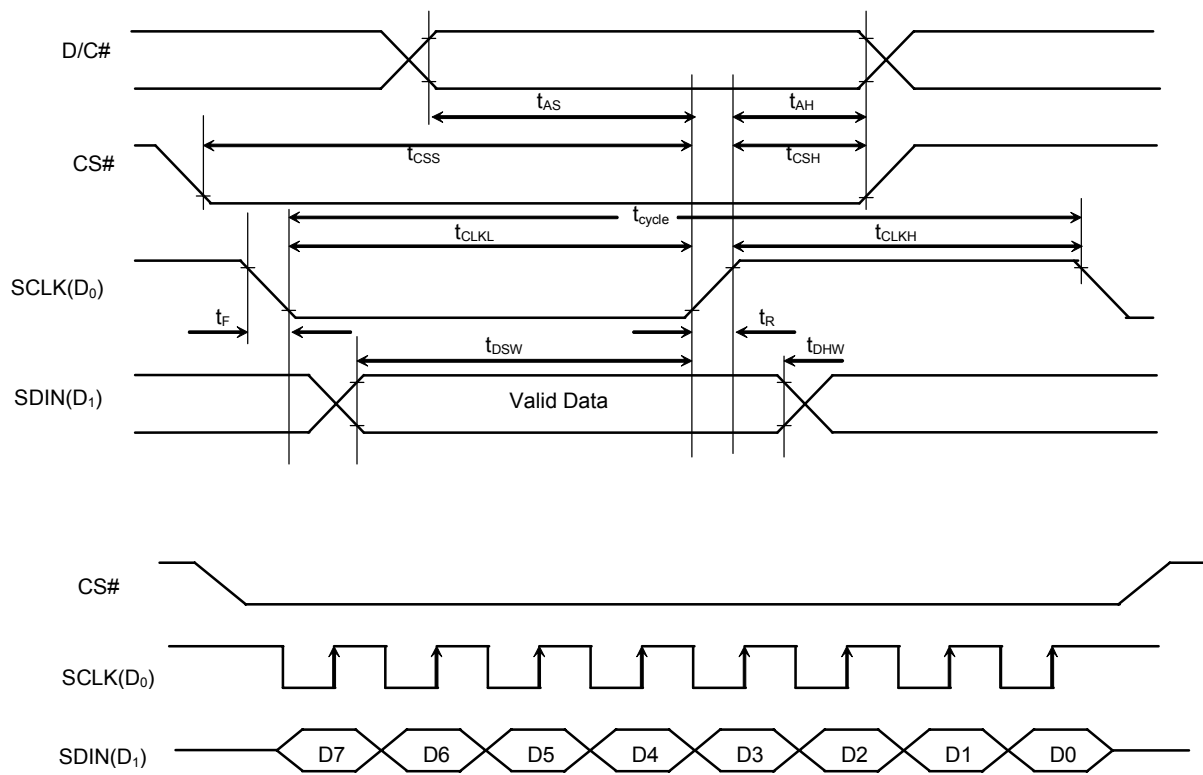 D/C#
tAS
tAH
CS#
tCSS
tCSH
tcycle
tCLKL
tCLKH
SCLK(D0)
tF
tR
tDSW
tDHW
SDIN(D1)
Valid Data
CS#
SCLK(D0)
SDIN(D1)
D7 D6 D5 D4 D3 D2 D1 D0